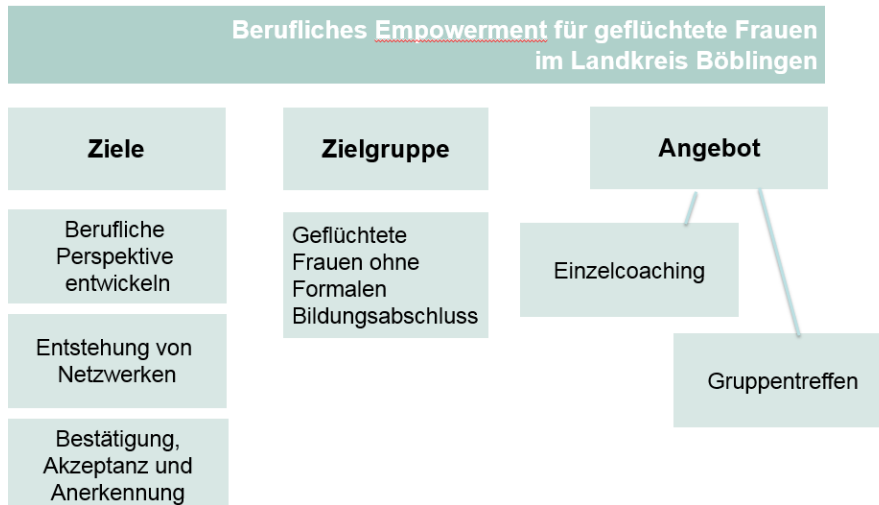 Berufliches Empowerment für geflüchtete Frauen
im Landkreis Böblingen
Ziele
Berufliche
Perspektive
entwickeln
Entstehung von
Netzwerken
Bestätigung,
Akzeptanz und
Anerkennung
Zielgruppe
Geflüchtete
Frauen ohne
Formalen
Bildungsabschluss
Angebot
Einzelcoaching
Gruppentreffen